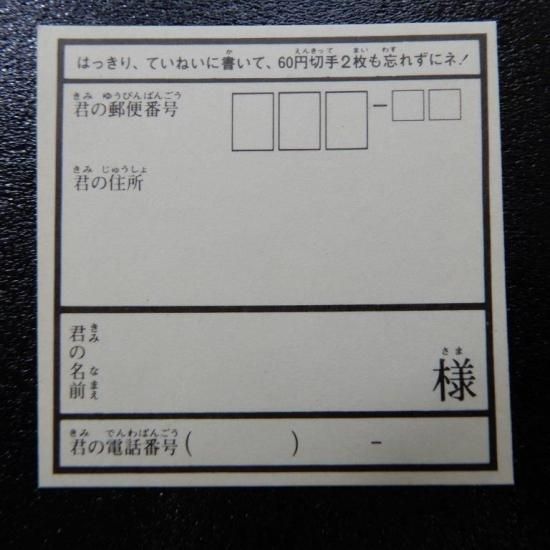 はっきり、ていねいに書いて、60円切手2枚も忘れずにネ!
君の郵便番号 −
君の住所
君の名前 様
君の電話番号( ) −